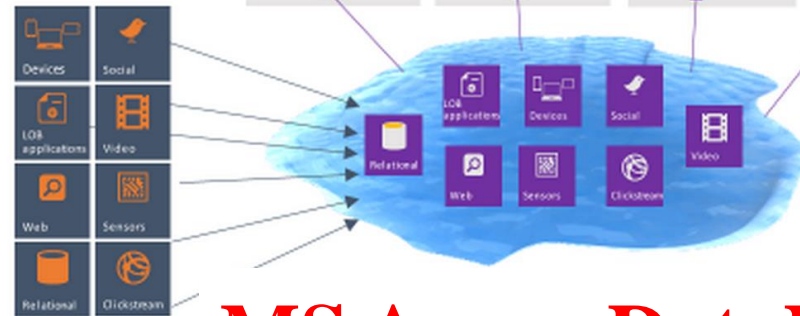 Devices Social
LOB
applications Video
Web Sensors
Relational Clickstream
Relational
LOB
applications Devices Social
Video
Web Sensors Clickstream